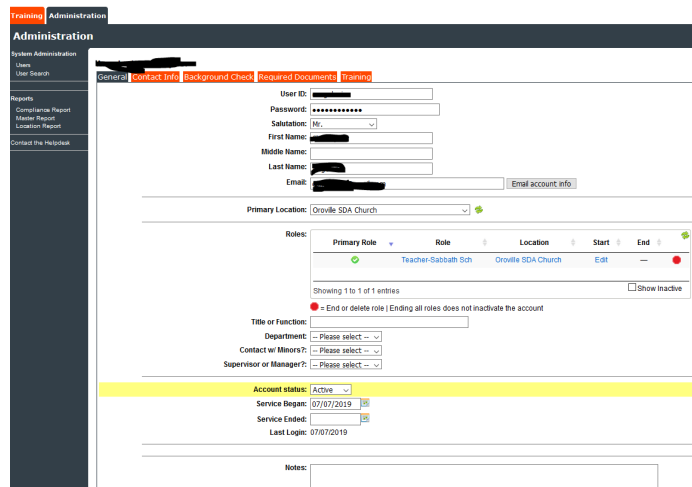 Training Administration
Administration
System Administration
Users
User Search
Reports
Compliance Report
Master Report
Location Report
Contact the Helpdesk
General Contact Info Background Check Required Documents Training
User ID:
Password: ••••••••••••
Salutation: Mr.
First Name:
Middle Name:
Last Name:
Email: Email account info
Primary Location: Oroville SDA Church
Roles:
Primary Role Role Location Start End
Teacher-Sabbath Sch Oroville SDA Church Edit —
Showing 1 to 1 of 1 entries Show Inactive
= End or delete role | Ending all roles does not inactivate the account
Title or Function:
Department: -- Please select --
Contact w/ Minors?: -- Please select --
Supervisor or Manager?: -- Please select --
Account status: Active
Service Began: 07/07/2019
Service Ended:
Last Login: 07/07/2019
Notes: